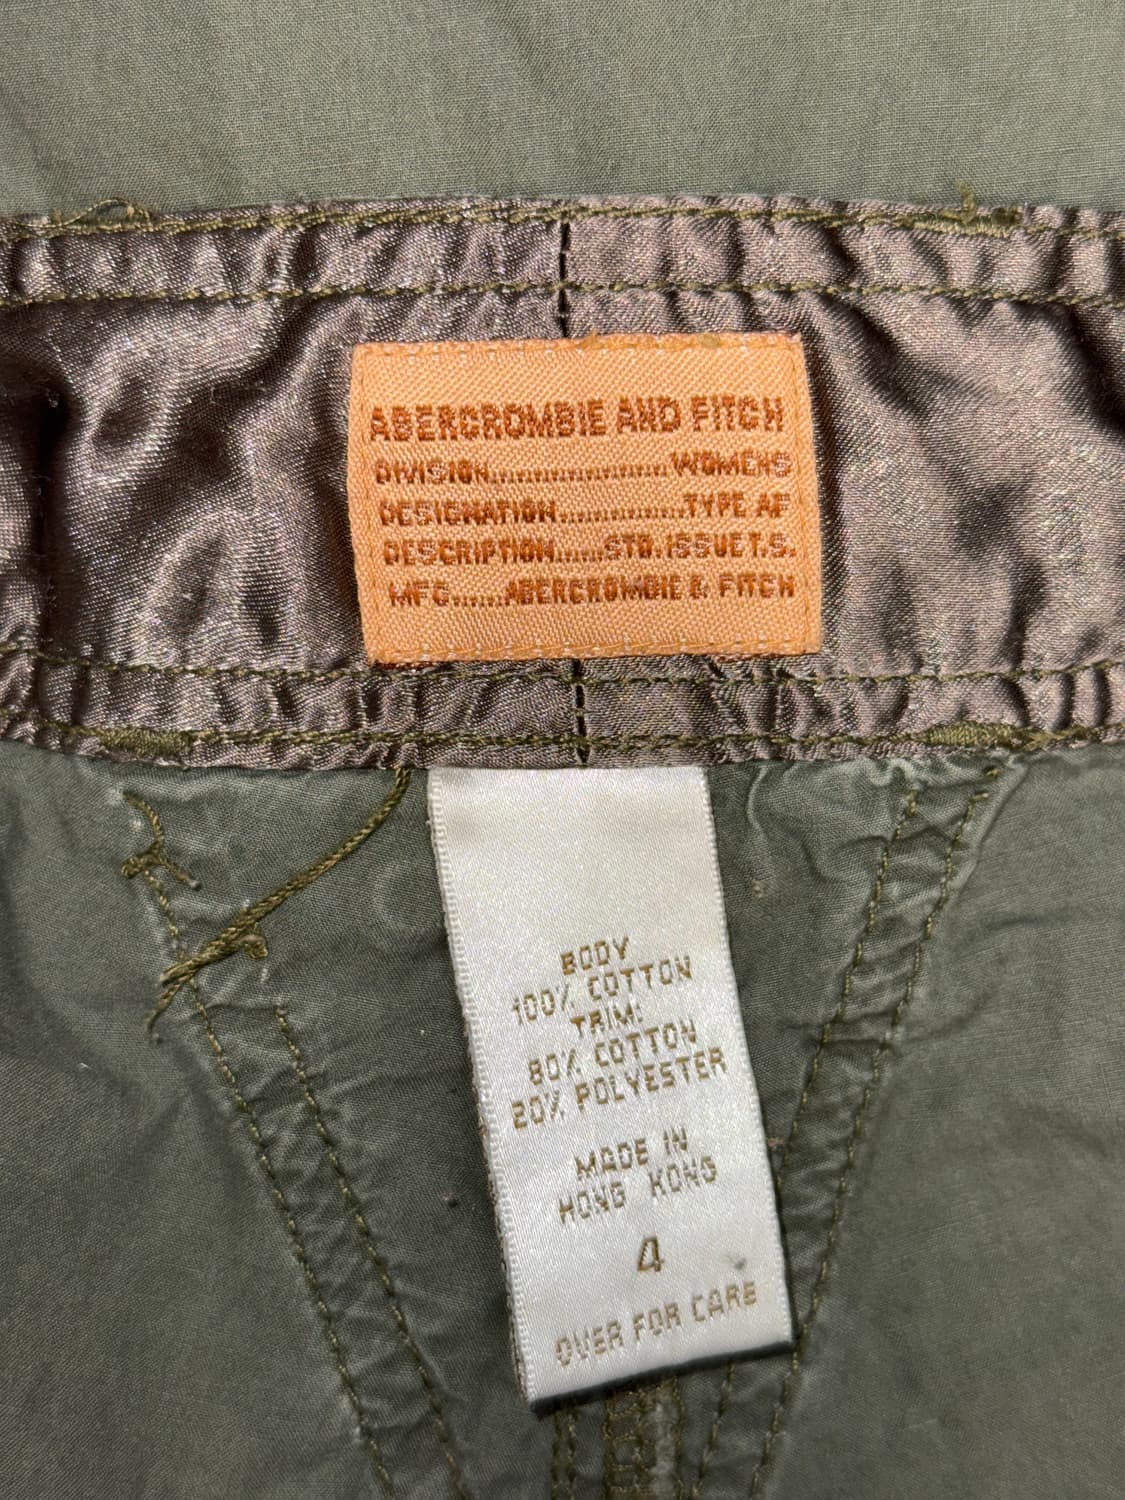 ABERCROMBIE AND FITCH
DIVISION....................WOMENS
DESIGNATION..............TYPE AF
DESCRIPTION......STD.ISSUE T.S.
MFG......ABERCROMBIE & FITCH
BODY
100% COTTON
TRIM:
80% COTTON
20% POLYESTER
MADE IN
HONG KONG
4
OVER FOR CARE